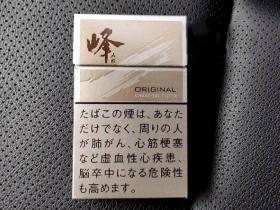 峰
ORIGINAL
CHARCOAL FILTER
たばこの煙は、あなた
だけでなく、周りの人
が肺がん、心筋梗塞
など虚血性心疾患、
脳卒中になる危険性
も高めます。